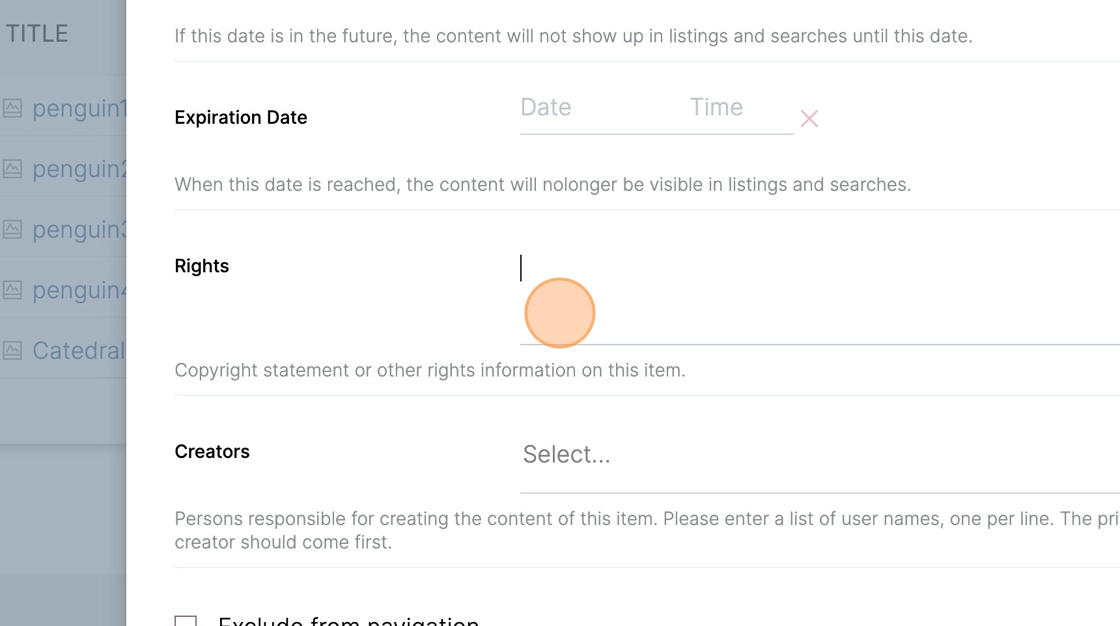 TITLE
penguin1
penguin2
penguin3
penguin4
Catedral
If this date is in the future, the content will not show up in listings and searches until this date.
Expiration Date
Date
Time
When this date is reached, the content will nolonger be visible in listings and searches.
Rights
Copyright statement or other rights information on this item.
Creators
Select...
Persons responsible for creating the content of this item. Please enter a list of user names, one per line. The pri
creator should come first.
Exclude from navigation